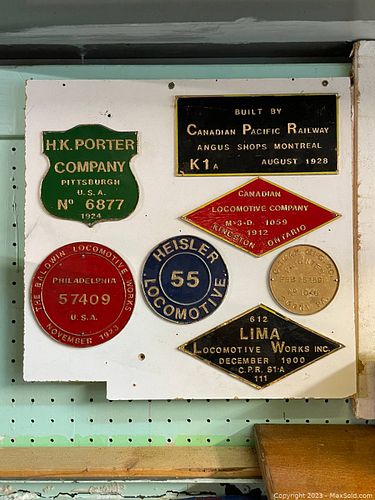 BUILT BY
CANADIAN PACIFIC RAILWAY
ANGUS SHOPS MONTREAL
K1A AUGUST 1928
H.K. PORTER
COMPANY
PITTSBURGH
U.S.A.
No 6877
1924
CANADIAN
LOCOMOTIVE COMPANY
M-3-D. 1059
1912
KINGSTON ONTARIO
THE BALDWIN LOCOMOTIVE WORKS
PHILADELPHIA
57409
U.S.A.
NOVEMBER 1923
HEISLER
55
LOCOMOTIVE
612
LIMA
LOCOMOTIVE WORKS INC.
DECEMBER 1900
C.P.R. 61A
111
Copyright 2023 - MaxSold.com